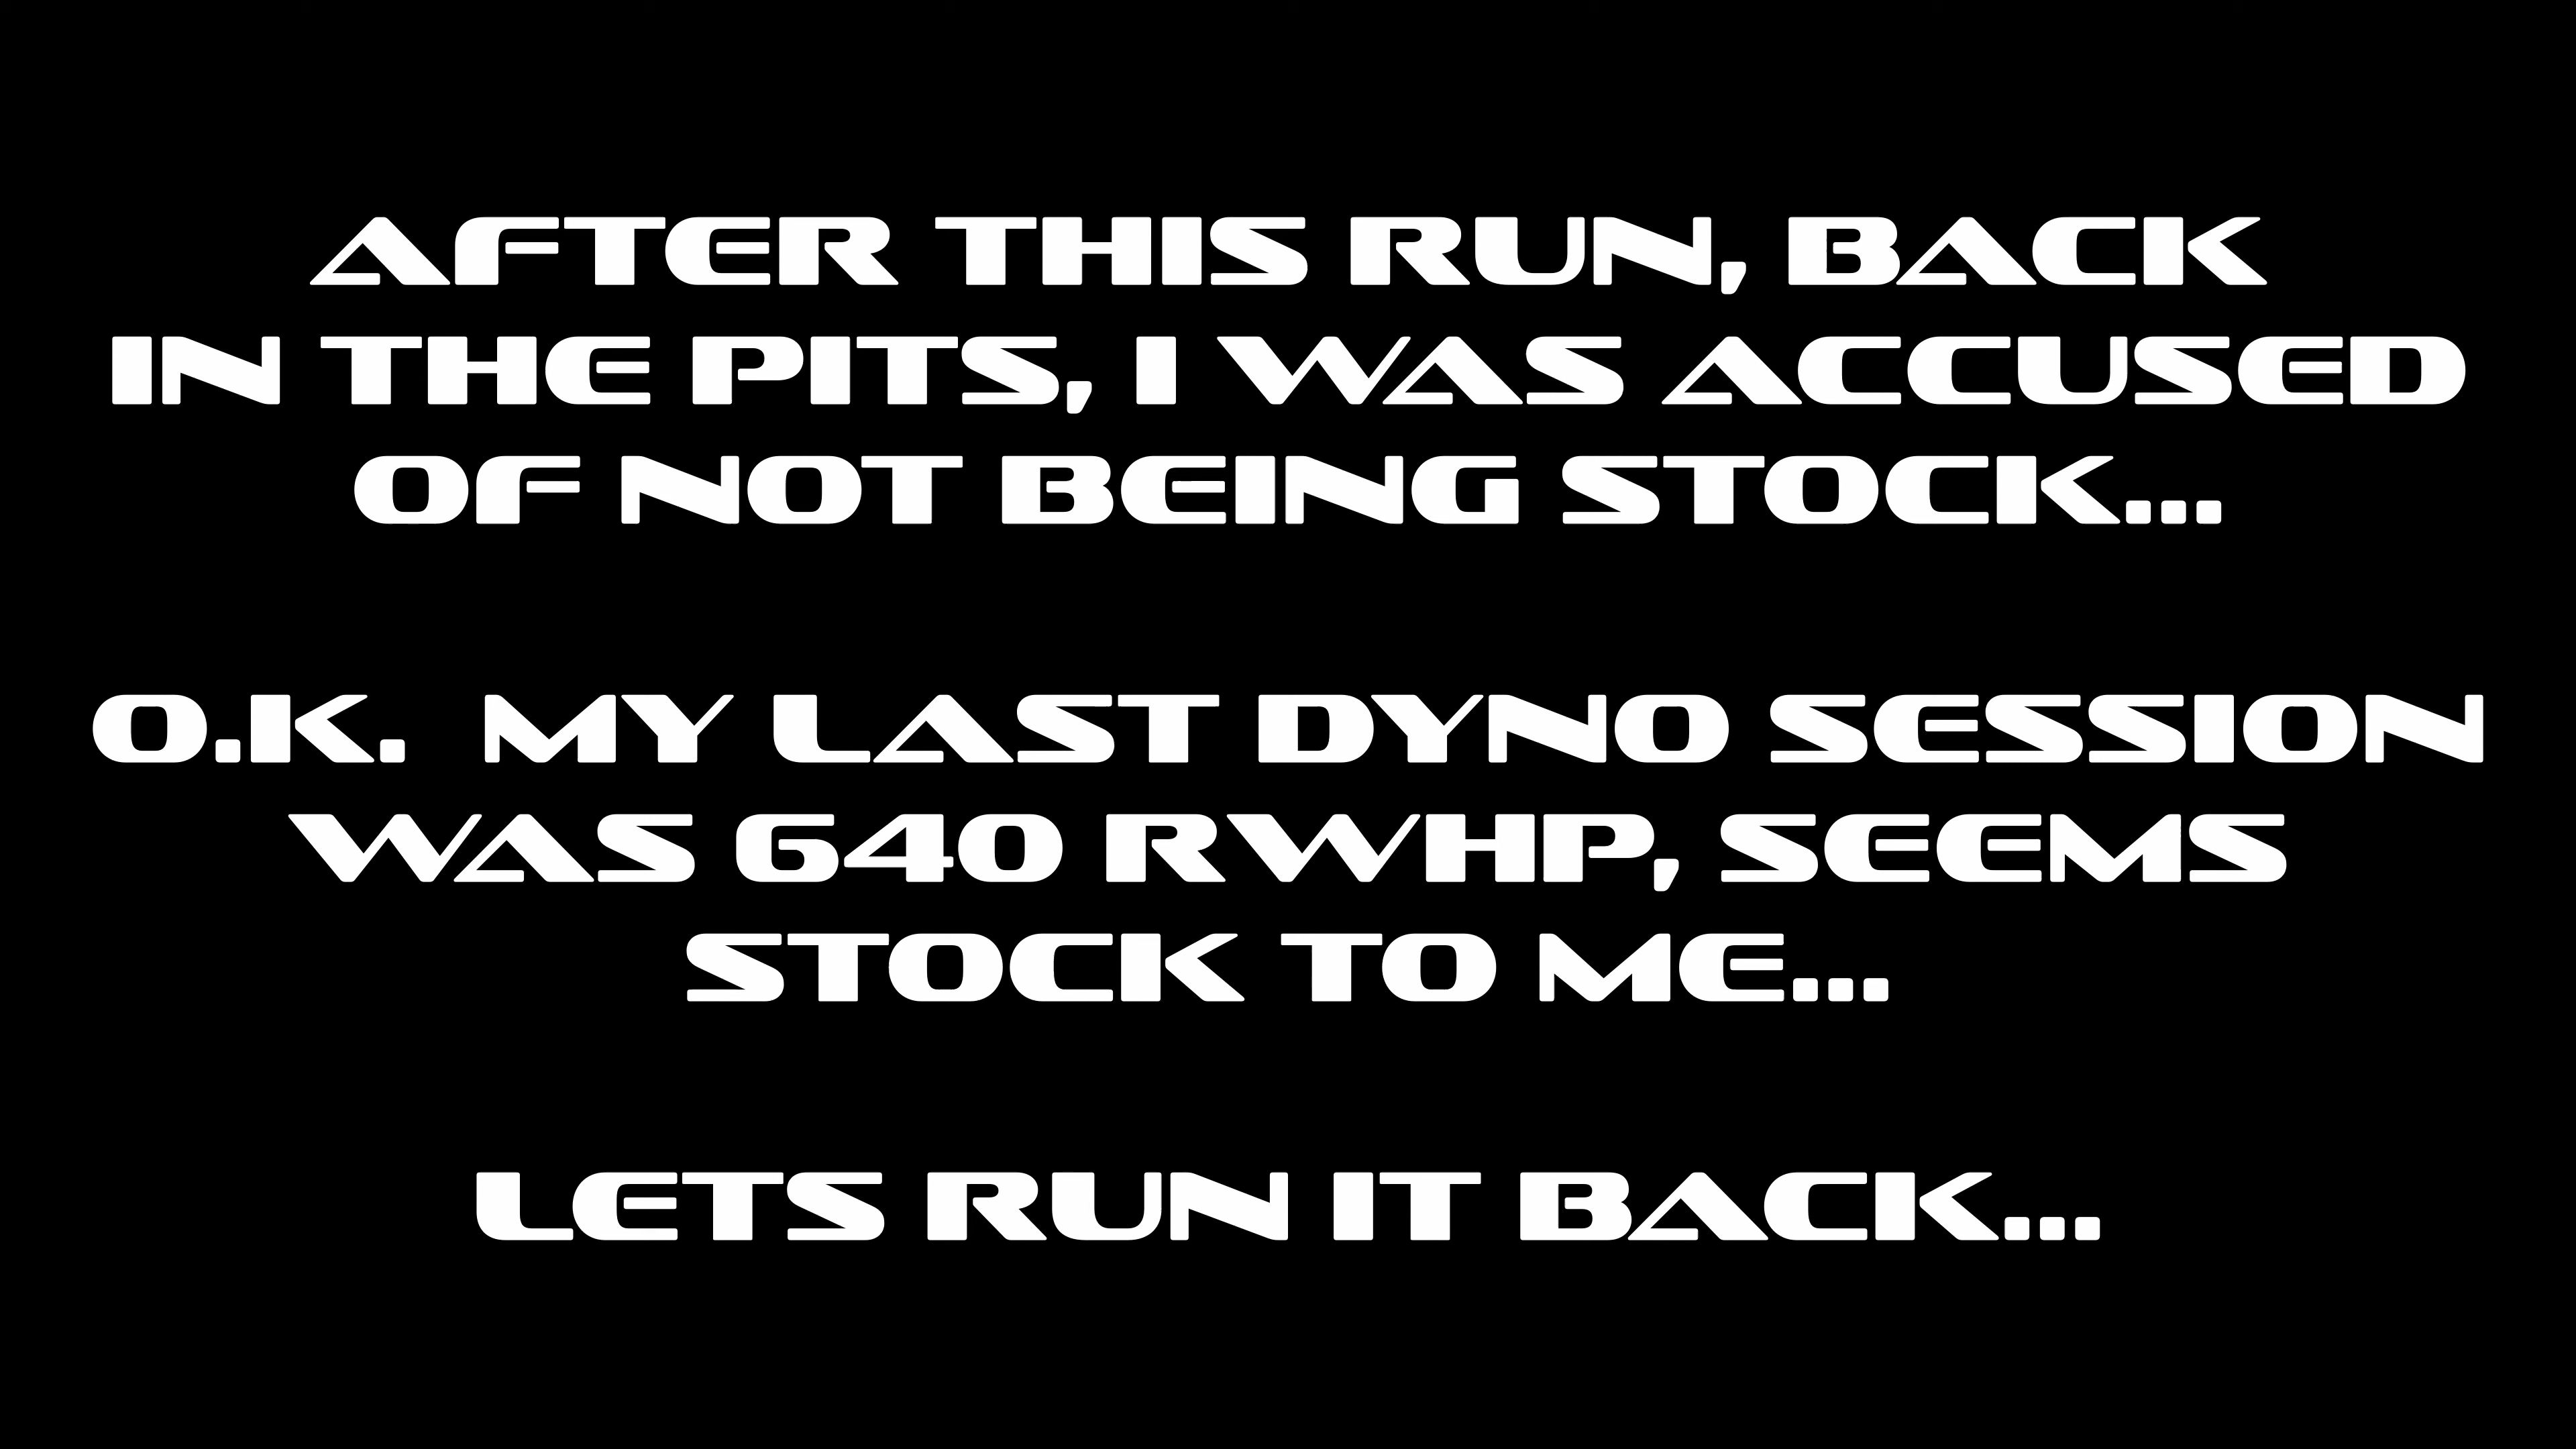 AFTER THIS RUN, BACK
IN THE PITS, I WAS ACCUSED
OF NOT BEING STOCK...
O.K.  MY LAST DYNO SESSION
WAS 640 RWHP, SEEMS
STOCK TO ME...
LETS RUN IT BACK...